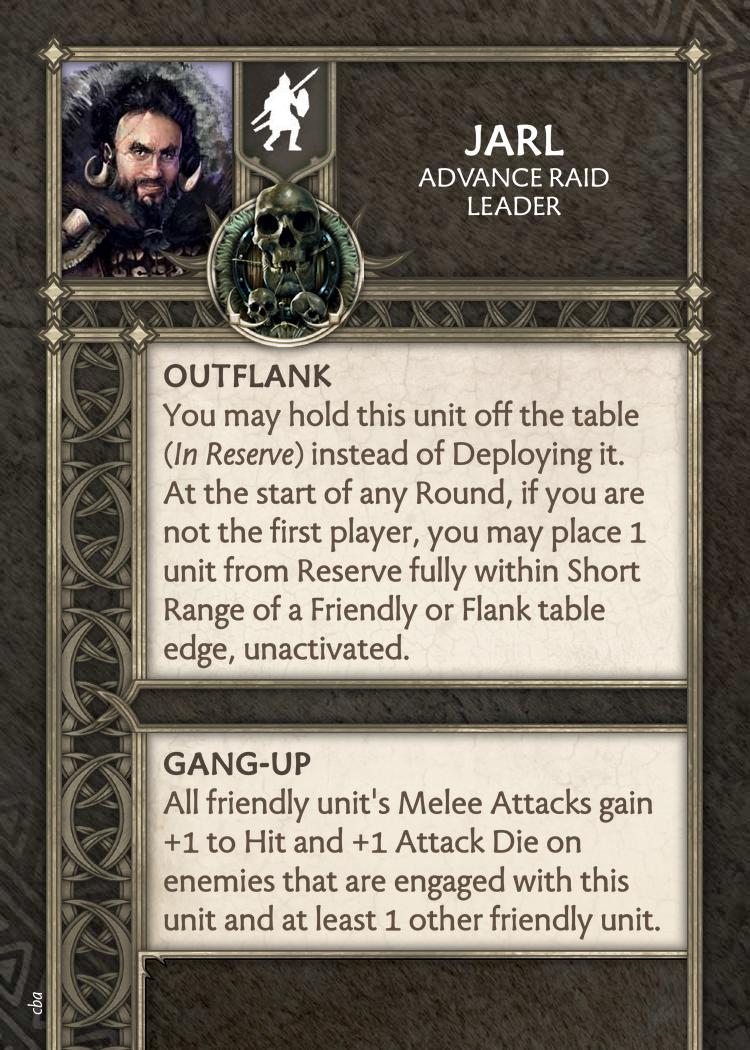 JARL
ADVANCE RAID
LEADER
OUTFLANK
You may hold this unit off the table
(In Reserve) instead of Deploying it.
At the start of any Round, if you are
not the first player, you may place 1
unit from Reserve fully within Short
Range of a Friendly or Flank table
edge, unactivated.
GANG-UP
All friendly unit's Melee Attacks gain
+1 to Hit and +1 Attack Die on
enemies that are engaged with this
unit and at least 1 other friendly unit.
cba